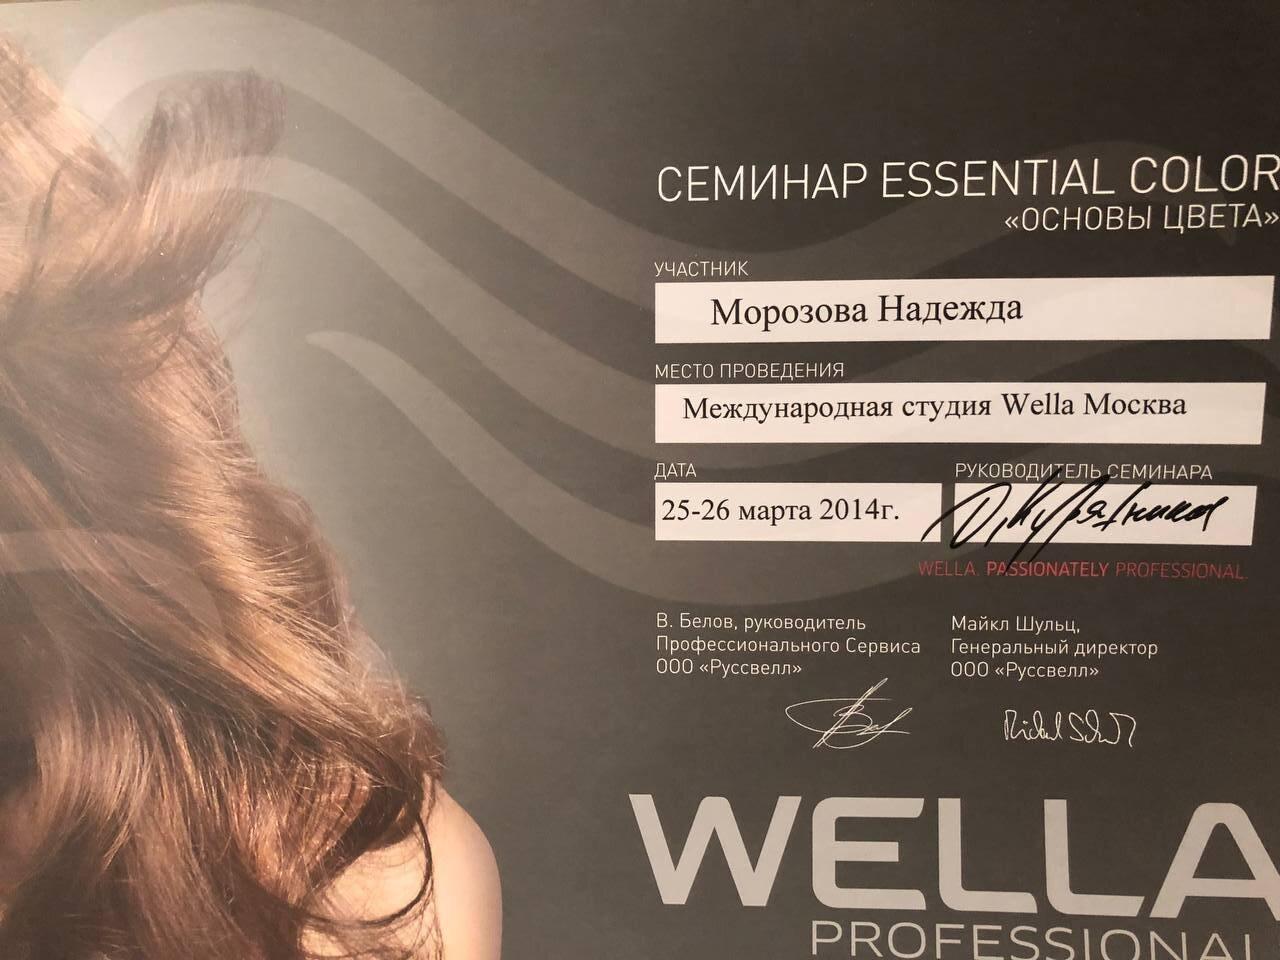 СЕМИНАР ESSENTIAL COLOR
«ОСНОВЫ ЦВЕТА»
УЧАСТНИК
Морозова Надежда
МЕСТО ПРОВЕДЕНИЯ
Международная студия Wella Москва
ДАТА
РУКОВОДИТЕЛЬ СЕМИНАРА
25-26 марта 2014г.
WELLA. PASSIONATELY PROFESSIONAL.
В. Белов, руководитель
Профессионального Сервиса
ООО «Руссвелл»
Майкл Шульц,
Генеральный директор
ООО «Руссвелл»
WELLA
PROFESSIONAL